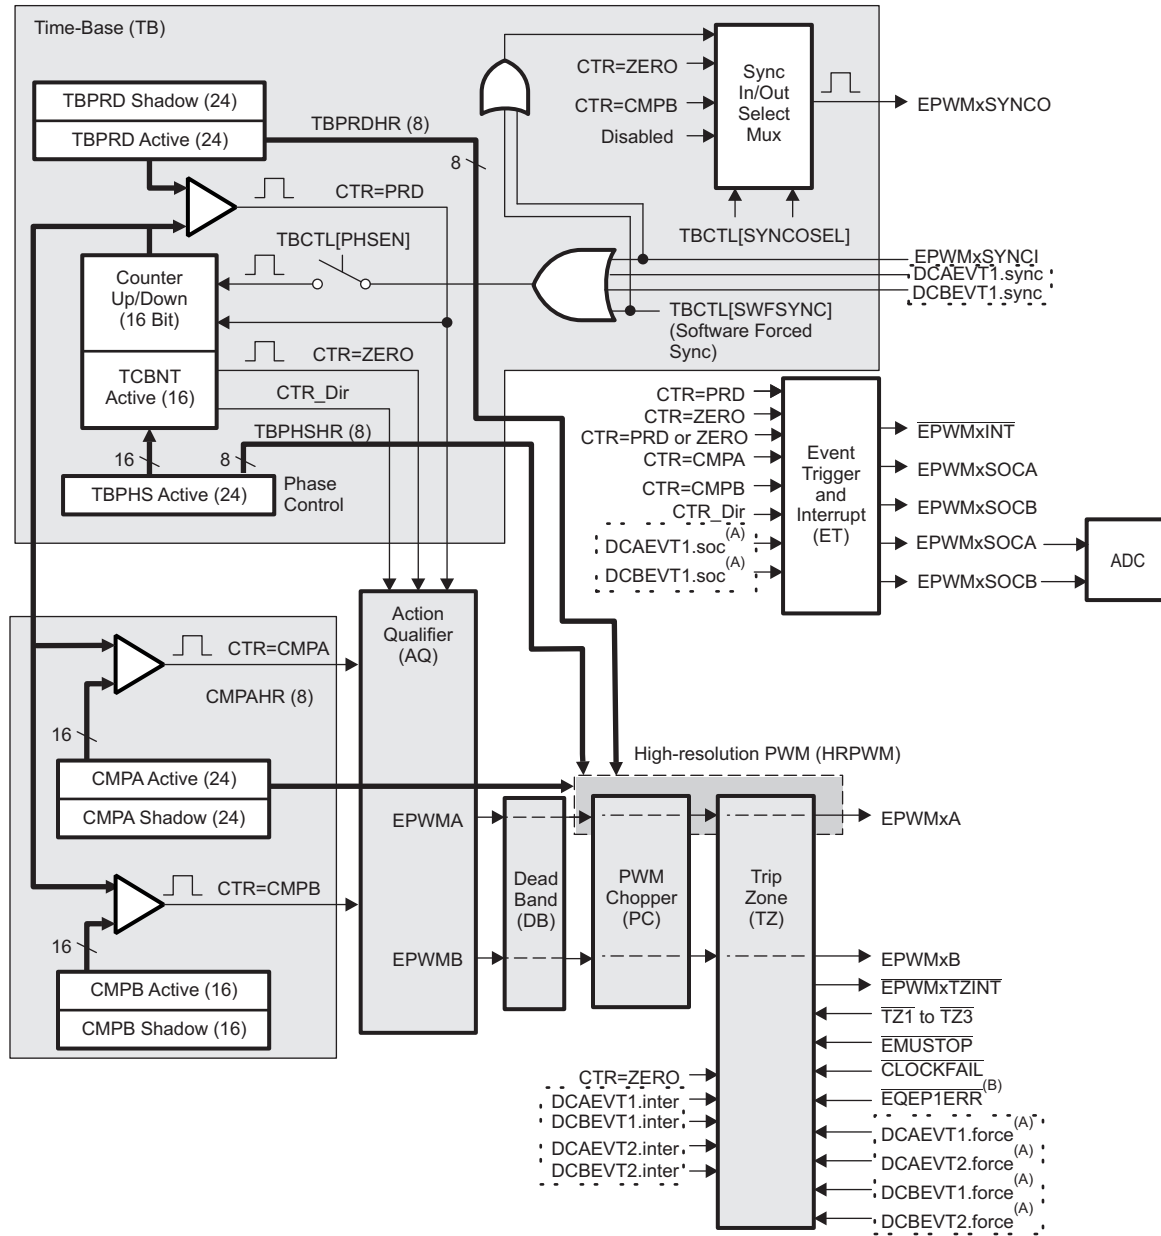 Time-Base (TB)
TBPRD Shadow (24)
TBPRD Active (24)
TBPRDHR (8)
8
CTR=PRD
TBCTL[PHSEN]
Counter
Up/Down
(16 Bit)
TCBNT
Active (16)
CTR=ZERO
CTR_Dir
TBPHSHR (8)
16
8
TBPHS Active (24)
Phase
Control
CTR=ZERO
CTR=CMPB
Disabled
Sync
In/Out
Select
Mux
EPWMxSYNCO
TBCTL[SYNCOSEL]
EPWMxSYNCI
DCAEVT1.sync
DCBEVT1.sync
TBCTL[SWFSYNC]
(Software Forced
Sync)
CTR=PRD
CTR=ZERO
CTR=PRD or ZERO
CTR=CMPA
CTR=CMPB
CTR_Dir
DCAEVT1.soc(A)
DCBEVT1.soc(A)
Event
Trigger
and
Interrupt
(ET)
EPWMxINT
EPWMxSOCA
EPWMxSOCB
EPWMxSOCA
EPWMxSOCB
ADC
Action
Qualifier
(AQ)
CTR=CMPA
CMPAHR (8)
16
CMPA Active (24)
CMPA Shadow (24)
CTR=CMPB
16
CMPB Active (16)
CMPB Shadow (16)
EPWMA
EPWMB
High-resolution PWM (HRPWM)
Dead
Band
(DB)
PWM
Chopper
(PC)
Trip
Zone
(TZ)
EPWMxA
EPWMxB
EPWMxTZINT
TZ1 to TZ3
EMUSTOP
CLOCKFAIL
EQEP1ERR(B)
DCAEVT1.force(A)
DCAEVT2.force(A)
DCBEVT1.force(A)
DCBEVT2.force(A)
CTR=ZERO
DCAEVT1.inter
DCBEVT1.inter
DCAEVT2.inter
DCBEVT2.inter